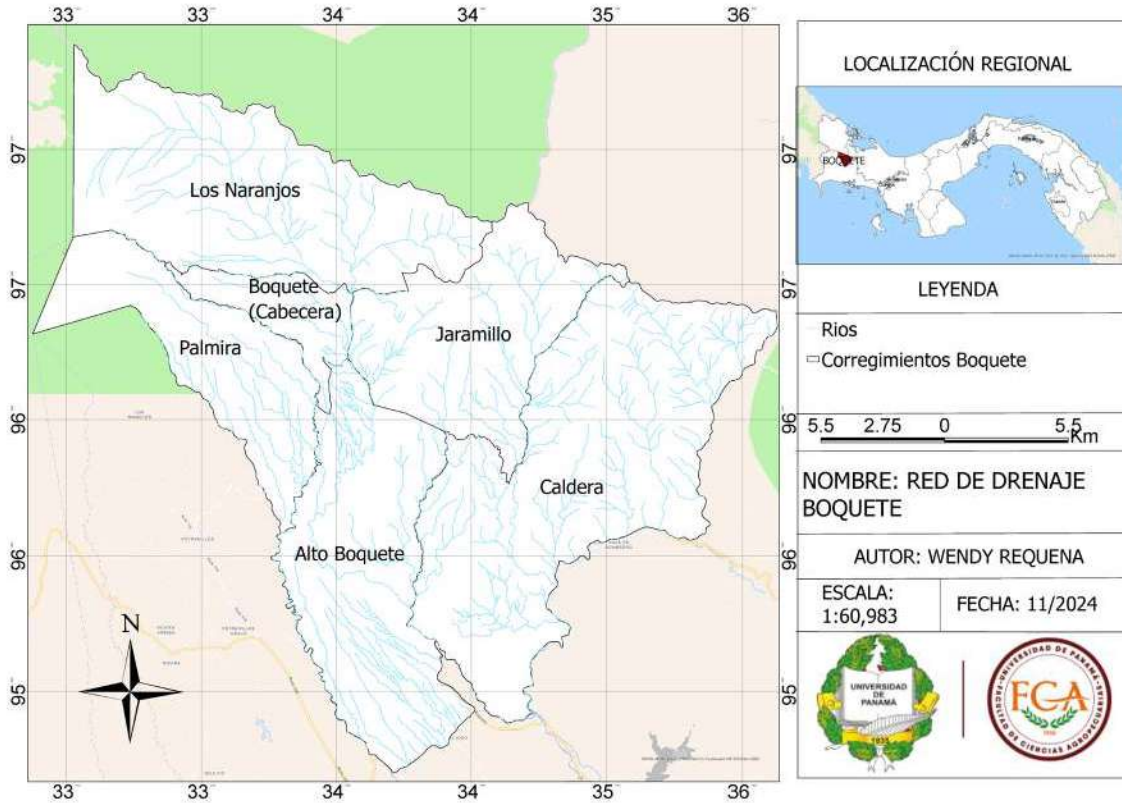 33
33
34
34
35
36
97
97
96
96
95
97
97
96
96
95
Los Naranjos
Boquete
(Cabecera)
Jaramillo
Palmira
Caldera
Alto Boquete
N
33
33
34
34
35
36
LOCALIZACIÓN REGIONAL
BOQUETE
LEYENDA
Rios
Corregimientos Boquete
5.5 2.75 0 5.5
Km
NOMBRE: RED DE DRENAJE
BOQUETE
AUTOR: WENDY REQUENA
ESCALA:
1:60,983
FECHA: 11/2024
UNIVERSIDAD
DE
PANAMÁ
1935
UNIVERSIDAD DE PANAMÁ
FACULTAD DE CIENCIAS AGROPECUARIAS
FCA